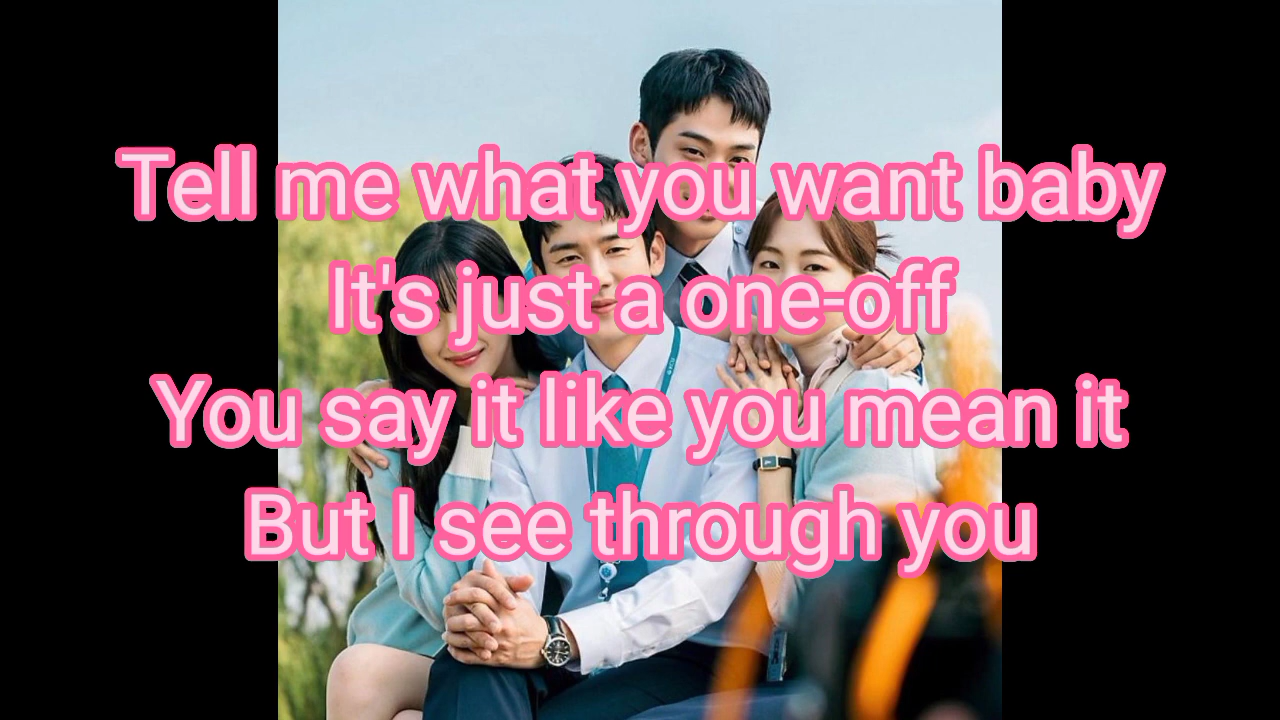 Tell me what you want baby
It's just a one-off
You say it like you mean it
But I see through you